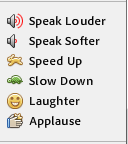 Speak Louder
Speak Softer
Speed Up
Slow Down
Laughter
Applause